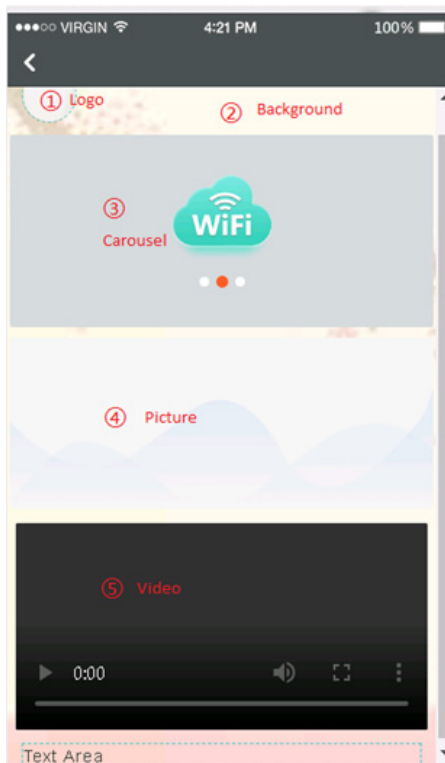 ●●●○○ VIRGIN 4:21 PM 100%
① Logo
② Background
③
Carousel
WiFi
④ Picture
⑤ Video
0:00
Text Area